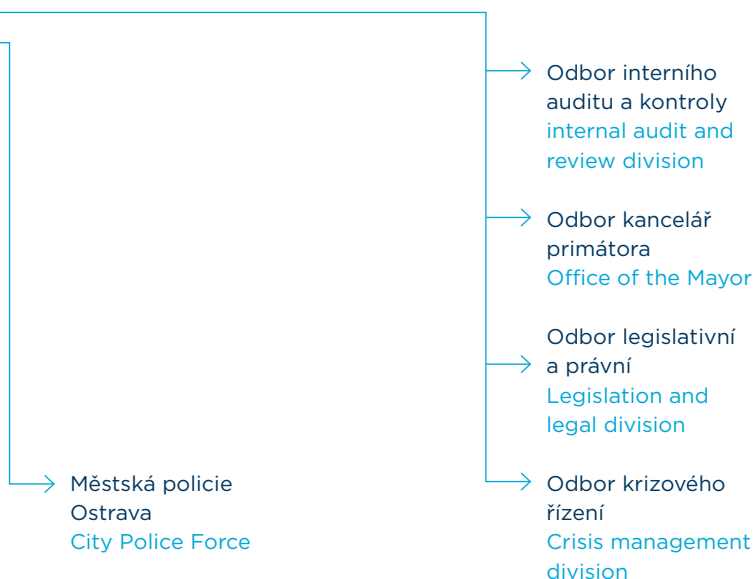 Odbor interního
auditu a kontroly
internal audit and
review division
Odbor kancelář
primátora
Office of the Mayor
Odbor legislativní
a právní
Legislation and
legal division
Městská policie
Ostrava
City Police Force
Odbor krizového
řízení
Crisis management
division